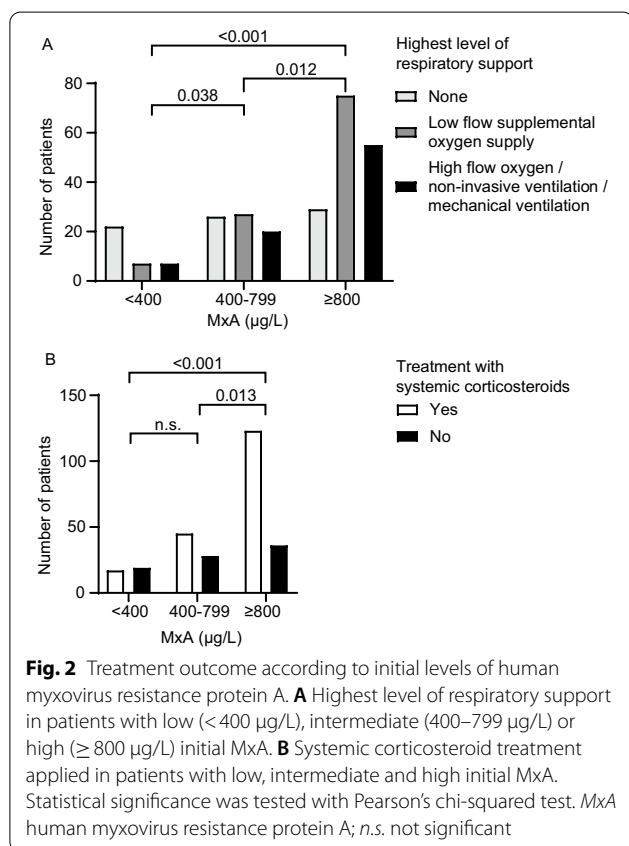 A
<0.001
0.038
0.012
Highest level of
respiratory support
None
Low flow supplemental
oxygen supply
High flow oxygen /
non-invasive ventilation /
mechanical ventilation
Number of patients
80
60
40
20
0
<400
400-799
≥800
MxA (µg/L)
B
<0.001
n.s.
0.013
Treatment with
systemic corticosteroids
Yes
No
Number of patients
150
100
50
0
<400
400-799
≥800
MxA (µg/L)
Fig. 2 Treatment outcome according to initial levels of human
myxovirus resistance protein A. A Highest level of respiratory support
in patients with low (< 400 µg/L), intermediate (400–799 µg/L) or
high (≥ 800 µg/L) initial MxA. B Systemic corticosteroid treatment
applied in patients with low, intermediate and high initial MxA.
Statistical significance was tested with Pearson's chi-squared test. MxA
human myxovirus resistance protein A; n.s. not significant